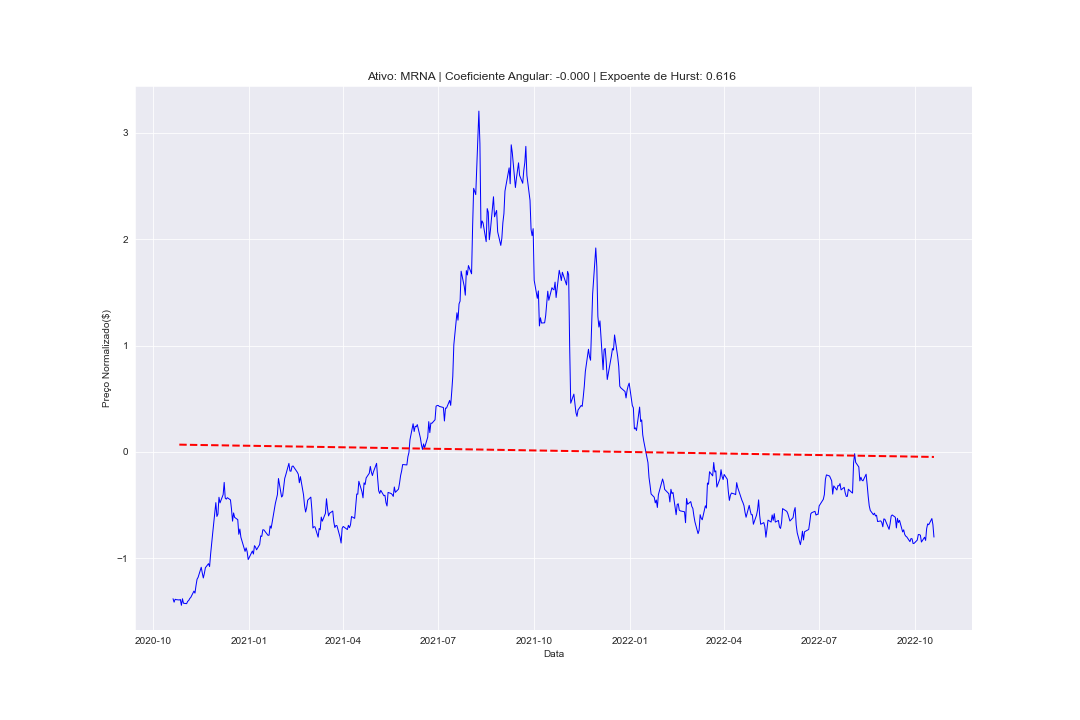 Ativo: MRNA | Coeficiente Angular: -0.000 | Expoente de Hurst: 0.616
Preço Normalizado($)
3
2
1
0
−1
2020-10 2021-01 2021-04 2021-07 2021-10 2022-01 2022-04 2022-07 2022-10
Data